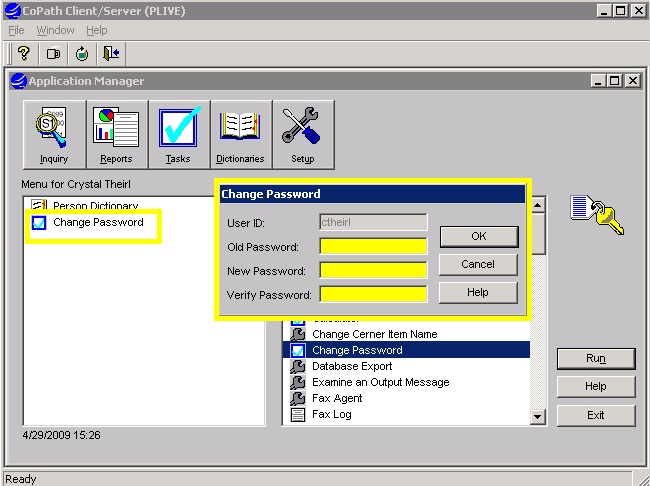 CoPath Client/Server (PLIVE)
File Window Help
Application Manager
Inquiry Reports Tasks Dictionaries Setup
Menu for Crystal Theirl
Person Dictionary
Change Password
Change Password
User ID: ctheirl
Old Password:
New Password:
Verify Password:
OK
Cancel
Help
Change Cerner Item Name
Change Password
Database Export
Examine an Output Message
Fax Agent
Fax Log
Run
Help
Exit
4/29/2009 15:26
Ready